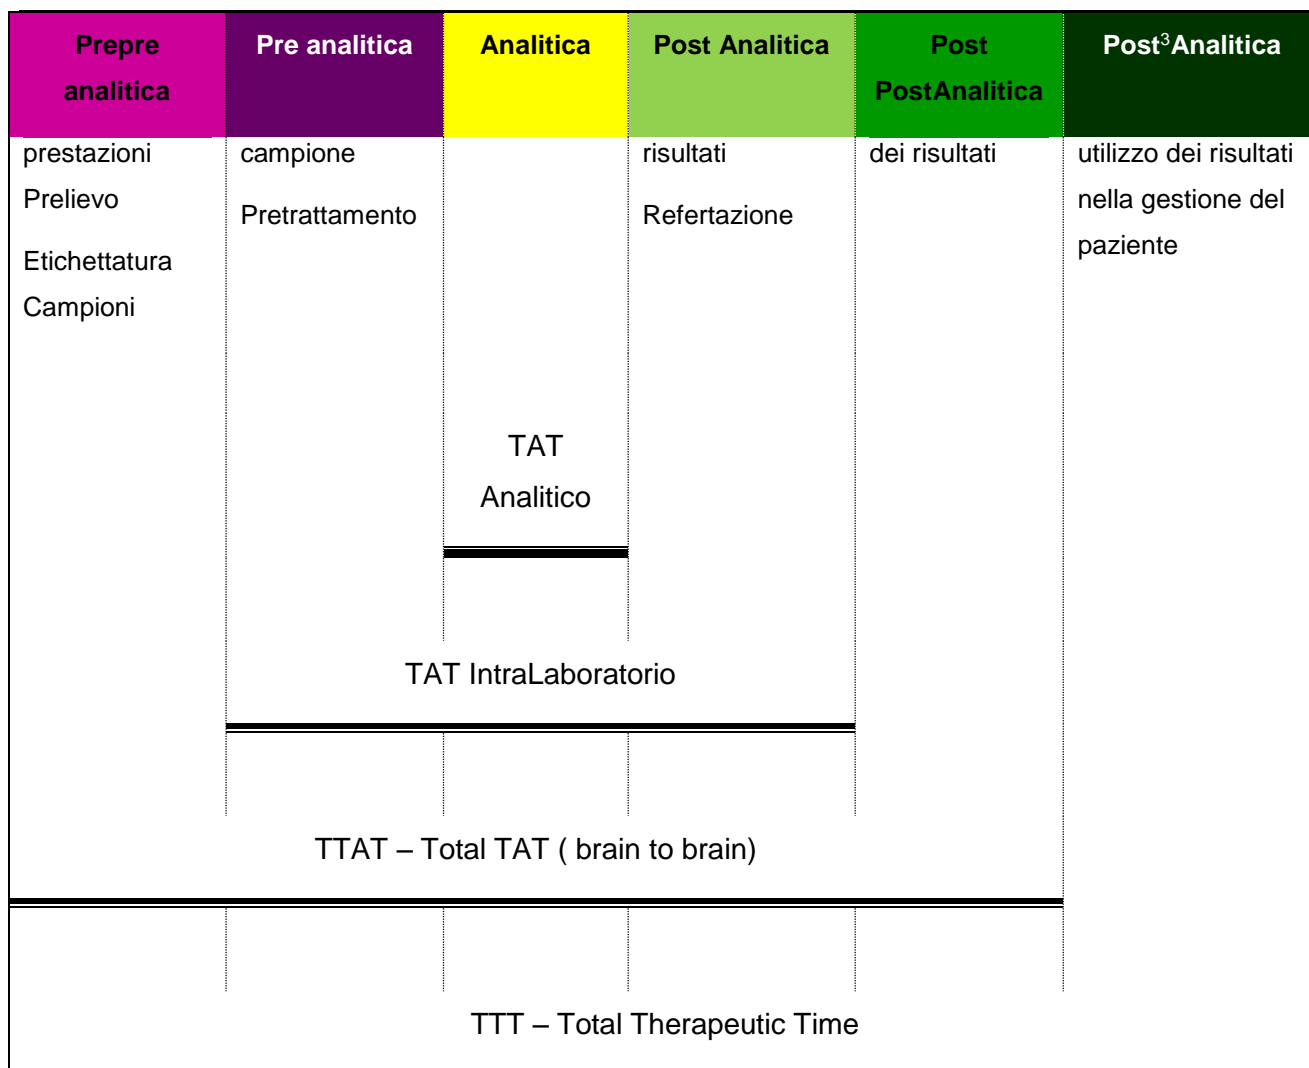 Prepre
analitica
Pre analitica
Analitica
Post Analitica
Post
PostAnalitica
Post³Analitica
prestazioni
Prelievo
Etichettatura
Campioni
campione
Pretrattamento
risultati
Refertazione
dei risultati
utilizzo dei risultati
nella gestione del
paziente
TAT
Analitico
TAT IntraLaboratorio
TTAT – Total TAT ( brain to brain)
TTT – Total Therapeutic Time